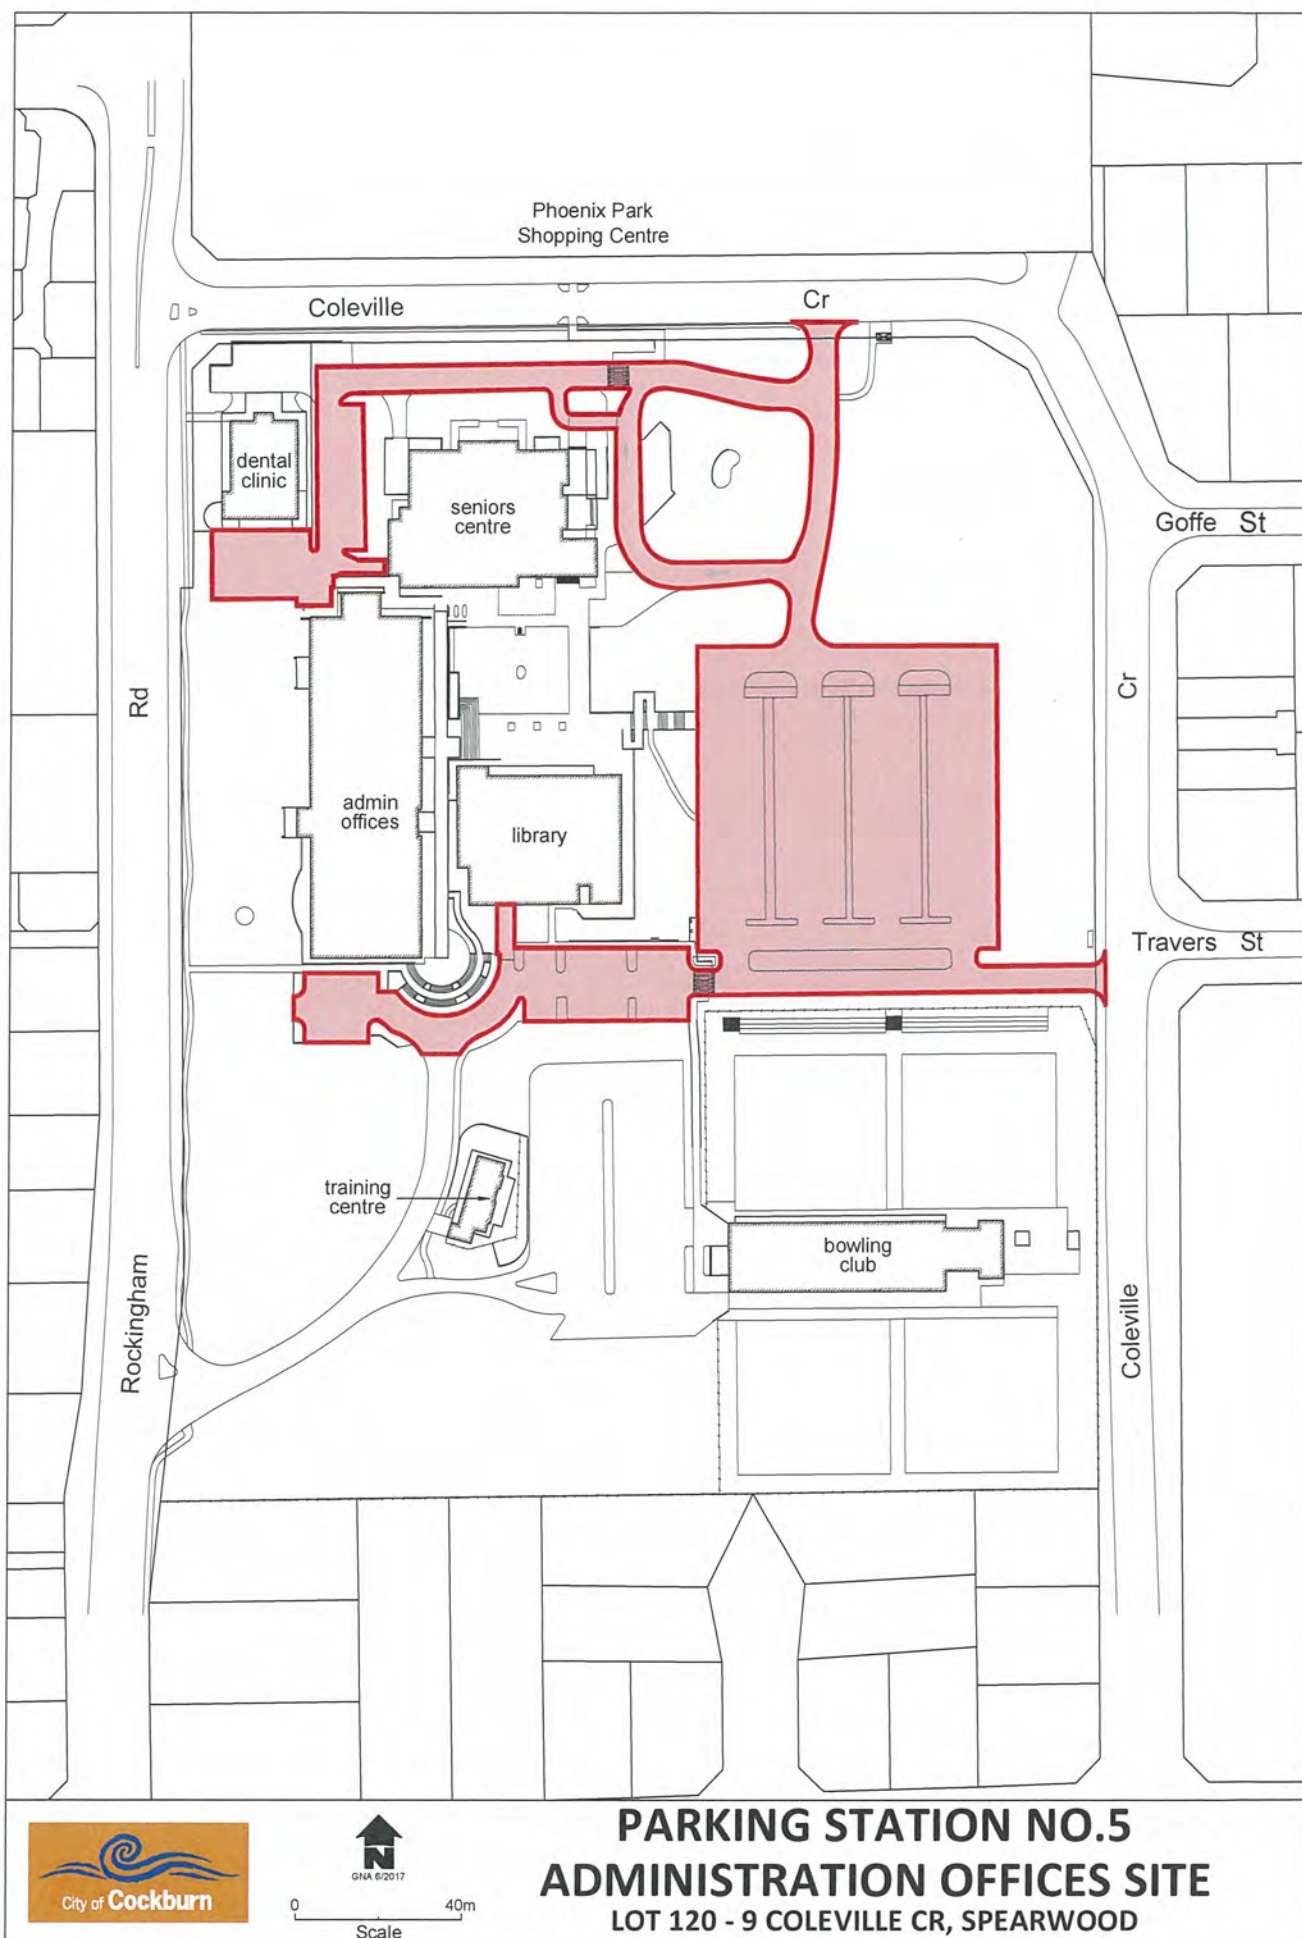 Phoenix Park
Shopping Centre
Coleville
Cr
dental
clinic
seniors
centre
Goffe St
Rd
Cr
admin
offices
library
Travers St
training
centre
bowling
club
Rockingham
Coleville
City of Cockburn
N
GNA 6/2017
0 40m
Scale
PARKING STATION NO.5
ADMINISTRATION OFFICES SITE
LOT 120 - 9 COLEVILLE CR, SPEARWOOD